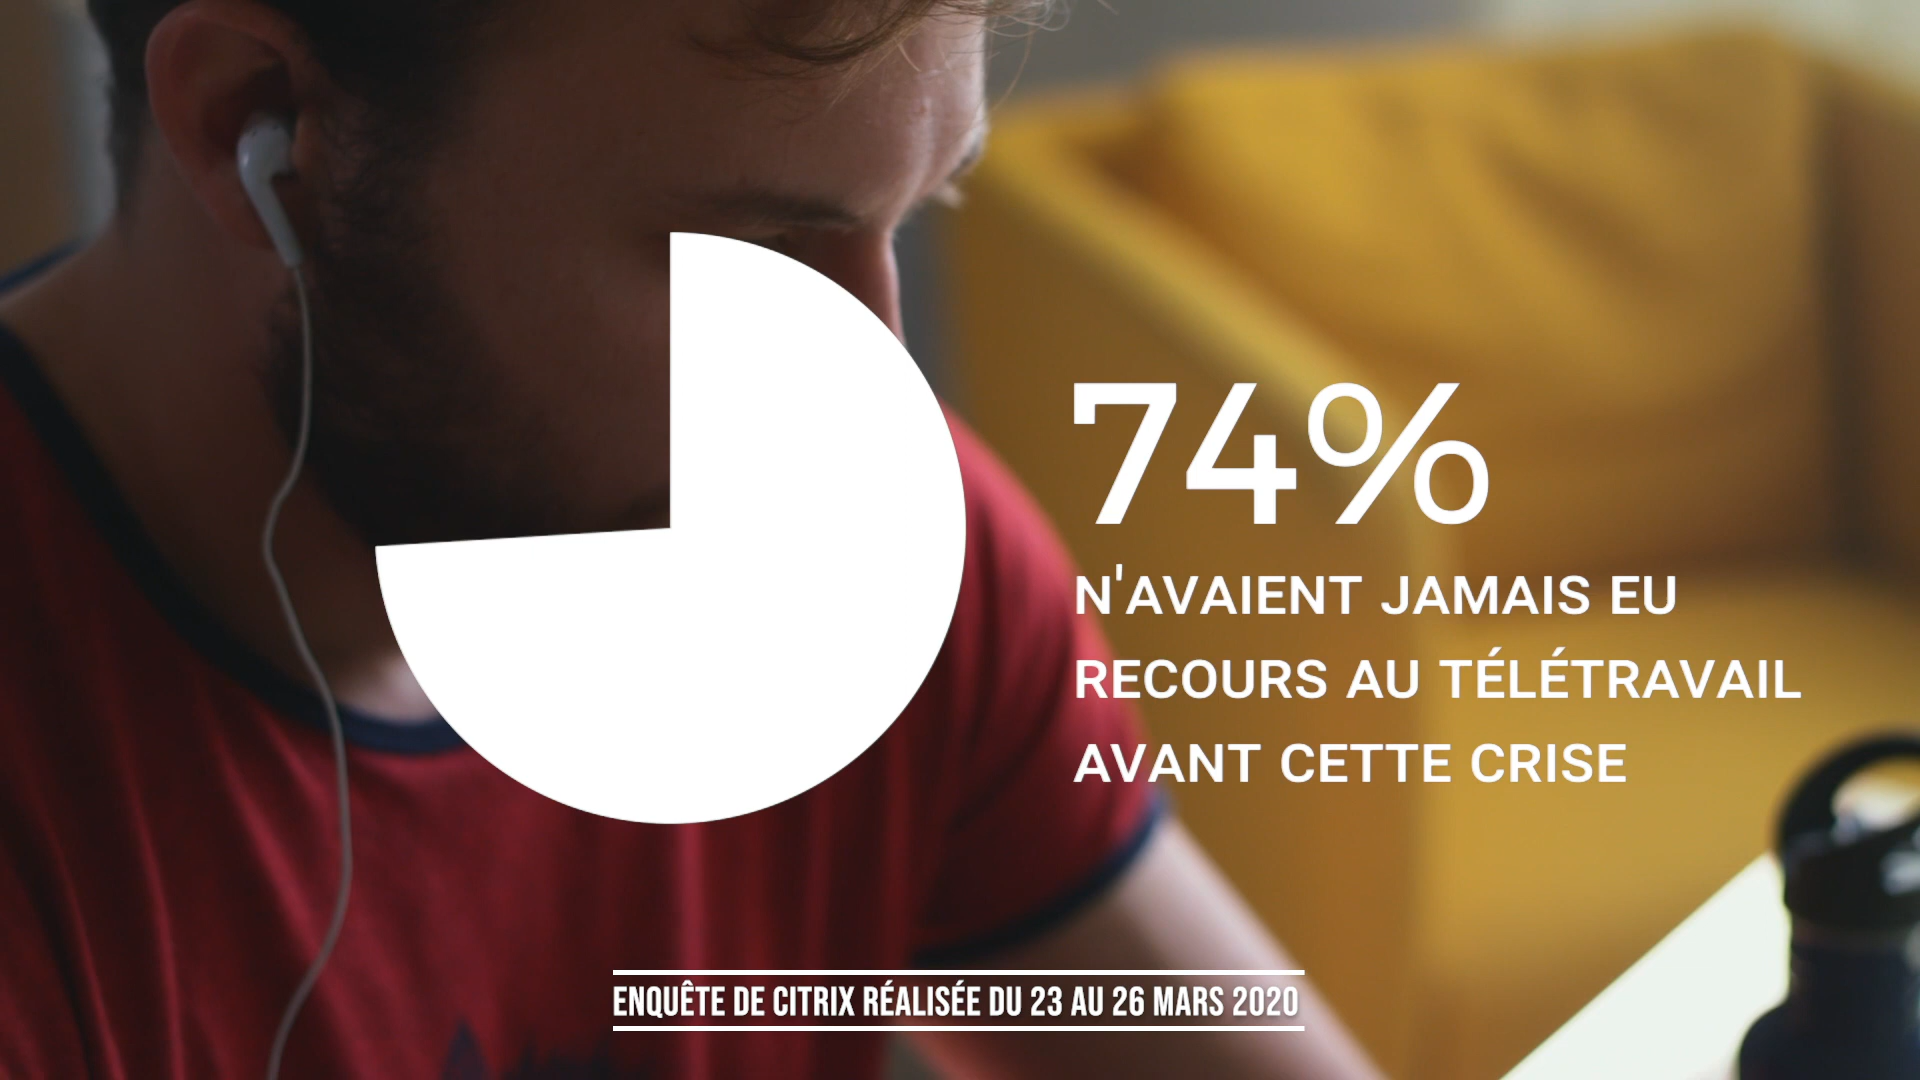 74%
N'AVAIENT JAMAIS EU
RECOURS AU TÉLÉTRAVAIL
AVANT CETTE CRISE
ENQUÊTE DE CITRIX RÉALISÉE DU 23 AU 26 MARS 2020